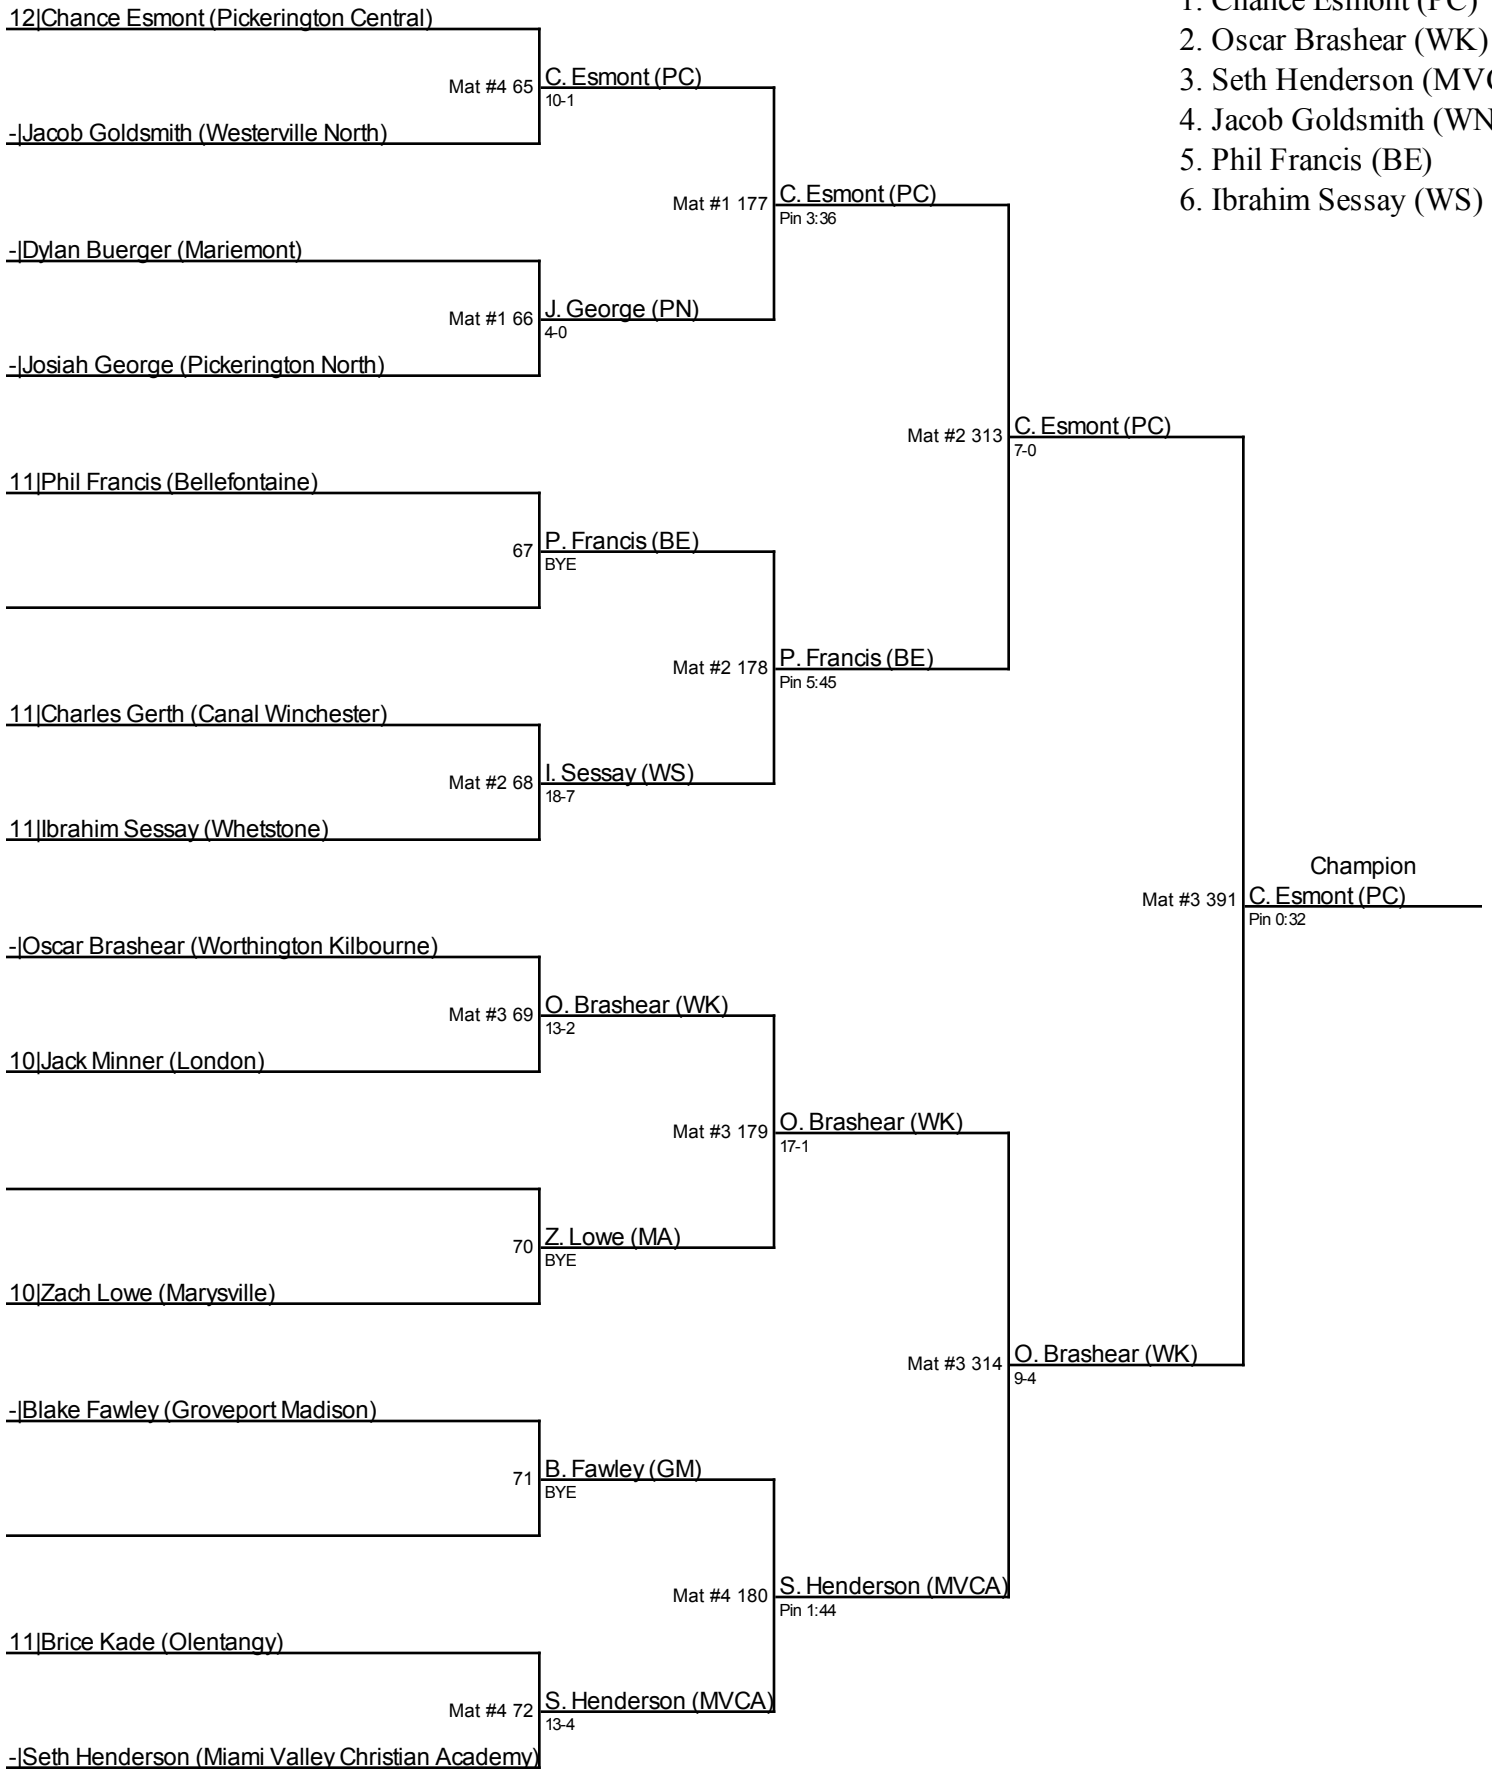 1. Chance Esmont (PC)
2. Oscar Brashear (WK)
3. Seth Henderson (MVC
4. Jacob Goldsmith (WN
5. Phil Francis (BE)
6. Ibrahim Sessay (WS)
12|Chance Esmont (Pickerington Central)
Mat #4 65
C. Esmont (PC)
10-1
-|Jacob Goldsmith (Westerville North)
Mat #1 177
C. Esmont (PC)
Pin 3:36
-|Dylan Buerger (Mariemont)
Mat #1 66
J. George (PN)
4-0
-|Josiah George (Pickerington North)
Mat #2 313
C. Esmont (PC)
7-0
11|Phil Francis (Bellefontaine)
67
P. Francis (BE)
BYE
Mat #2 178
P. Francis (BE)
Pin 5:45
11|Charles Gerth (Canal Winchester)
Mat #2 68
I. Sessay (WS)
18-7
11|Ibrahim Sessay (Whetstone)
Champion
Mat #3 391
C. Esmont (PC)
Pin 0:32
-|Oscar Brashear (Worthington Kilbourne)
Mat #3 69
O. Brashear (WK)
13-2
10|Jack Minner (London)
Mat #3 179
O. Brashear (WK)
17-1
70
Z. Lowe (MA)
BYE
10|Zach Lowe (Marysville)
Mat #3 314
O. Brashear (WK)
9-4
-|Blake Fawley (Groveport Madison)
71
B. Fawley (GM)
BYE
Mat #4 180
S. Henderson (MVCA)
Pin 1:44
11|Brice Kade (Olentangy)
Mat #4 72
S. Henderson (MVCA)
13-4
-|Seth Henderson (Miami Valley Christian Academy)